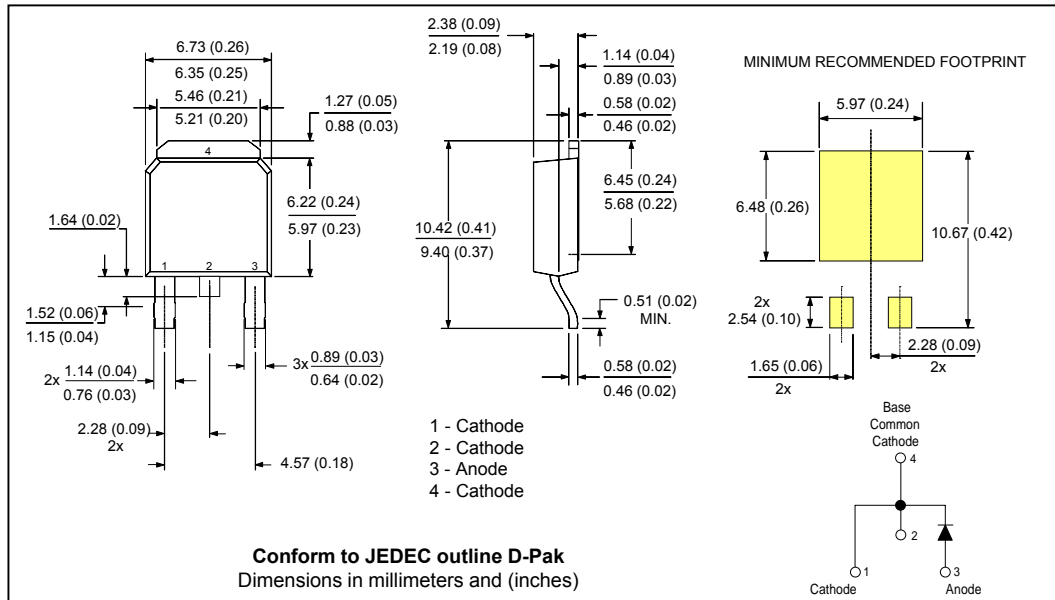 6.73 (0.26)
6.35 (0.25)
5.46 (0.21)
5.21 (0.20)
1.27 (0.05)
0.88 (0.03)
4
6.22 (0.24)
5.97 (0.23)
1.64 (0.02)
1
2
3
1.52 (0.06)
1.15 (0.04)
2x
1.14 (0.04)
0.76 (0.03)
3x
0.89 (0.03)
0.64 (0.02)
2.28 (0.09)
2x
4.57 (0.18)
2.38 (0.09)
2.19 (0.08)
1.14 (0.04)
0.89 (0.03)
0.58 (0.02)
0.46 (0.02)
6.45 (0.24)
5.68 (0.22)
10.42 (0.41)
9.40 (0.37)
0.51 (0.02)
MIN.
0.58 (0.02)
0.46 (0.02)
1 - Cathode
2 - Cathode
3 - Anode
4 - Cathode
MINIMUM RECOMMENDED FOOTPRINT
5.97 (0.24)
6.48 (0.26)
10.67 (0.42)
2x
2.54 (0.10)
2.28 (0.09)
2x
1.65 (0.06)
2x
Base
Common
Cathode
4
2
1
3
Cathode
Anode
Conform to JEDEC outline D-Pak
Dimensions in millimeters and (inches)